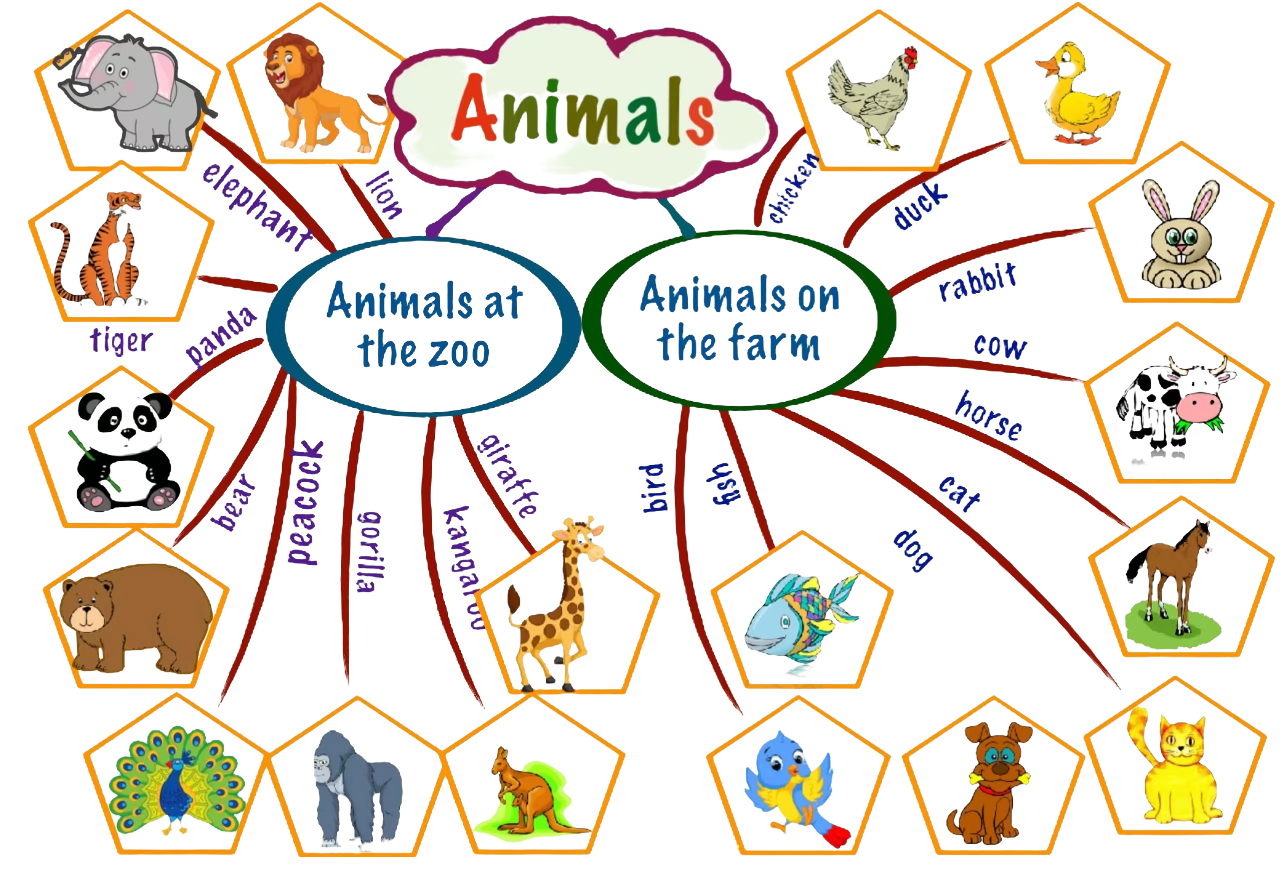 Animals
Animals at
the zoo
elephant
lion
tiger
panda
bear
peacock
gorilla
kangaroo
giraffe
Animals on
the farm
chicken
duck
rabbit
cow
horse
cat
dog
fish
bird